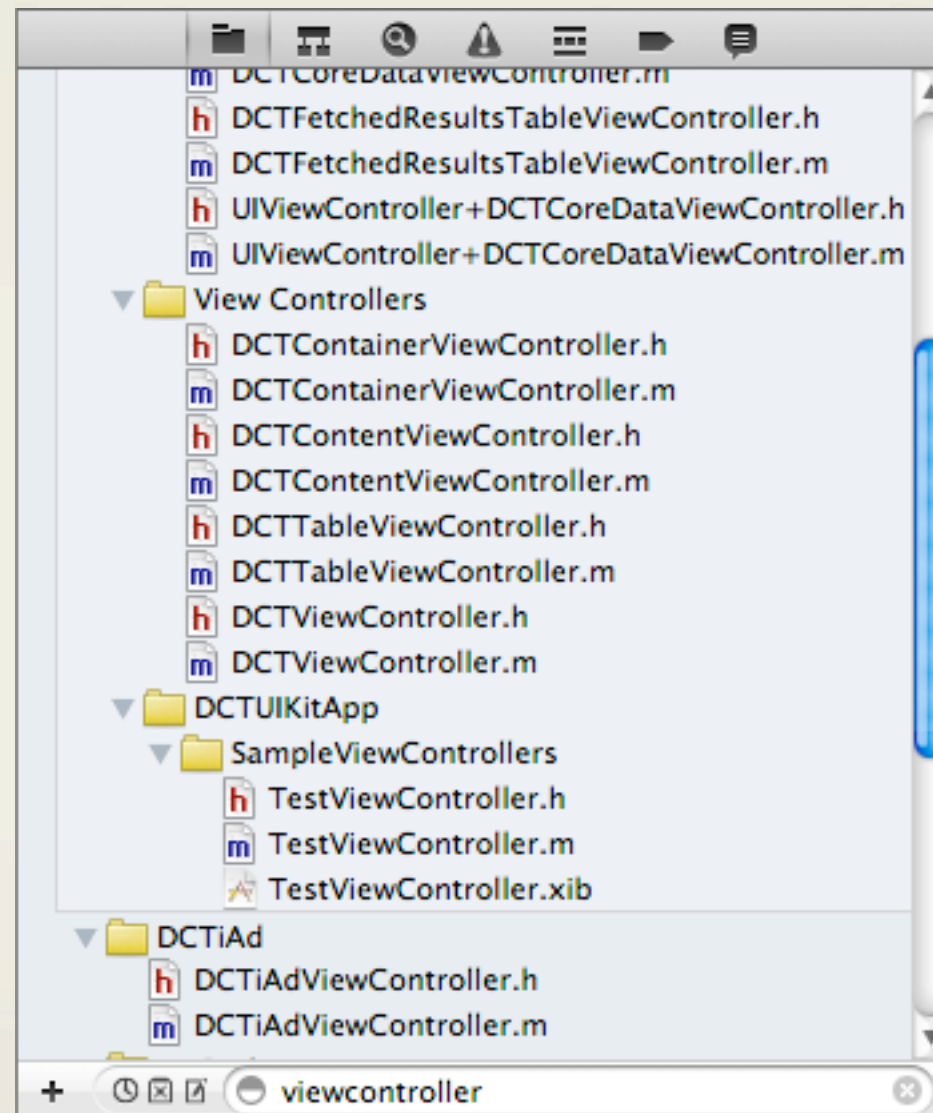 m DCTCoreDataViewController.m
h DCTFetchedResultsTableViewController.h
m DCTFetchedResultsTableViewController.m
h UIViewController+DCTCoreDataViewController.h
m UIViewController+DCTCoreDataViewController.m
View Controllers
h DCTContainerViewController.h
m DCTContainerViewController.m
h DCTContentViewController.h
m DCTContentViewController.m
h DCTTableViewController.h
m DCTTableViewController.m
h DCTViewController.h
m DCTViewController.m
DCTUIKitApp
SampleViewControllers
h TestViewController.h
m TestViewController.m
TestViewController.xib
DCTiAd
h DCTiAdViewController.h
m DCTiAdViewController.m
viewcontroller